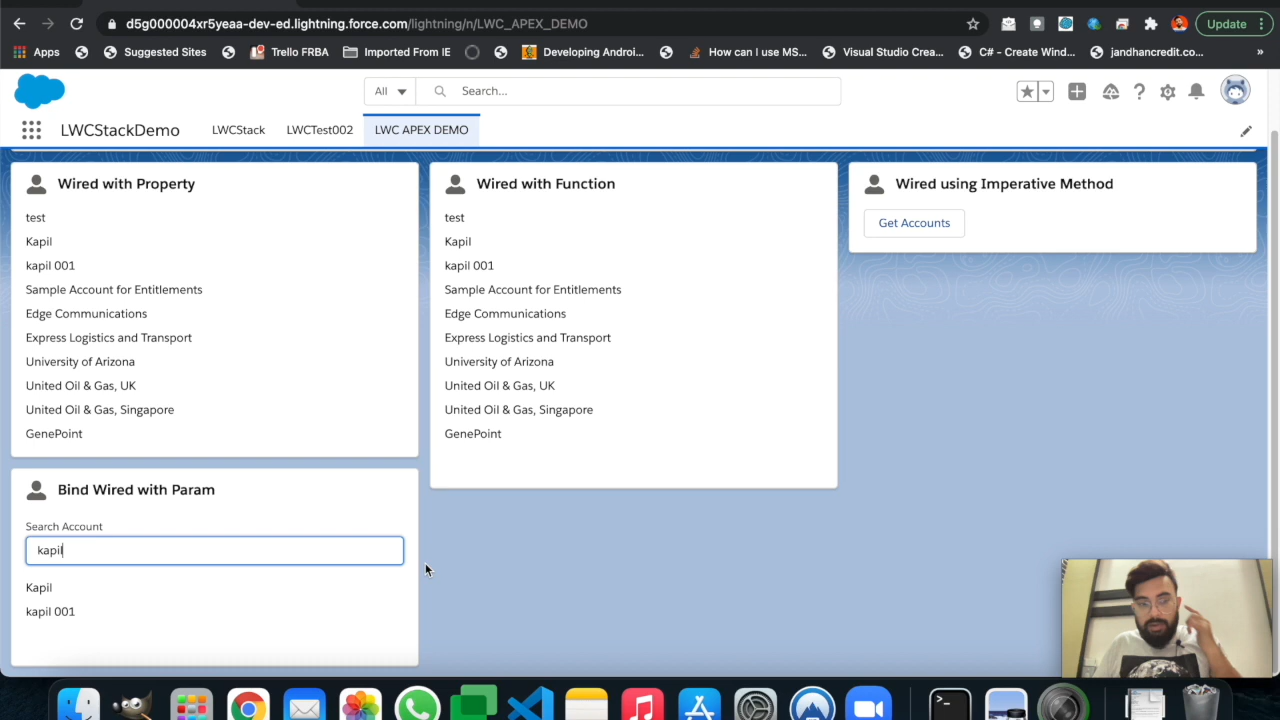 d5g000004xr5yeaa-dev-ed.lightning.force.com/lightning/n/LWC_APEX_DEMO
Update
Apps
Suggested Sites
Trello FRBA
Imported From IE
Developing Androi...
How can I use MS...
Visual Studio Crea...
C# - Create Wind...
jandhancredit.co...
»
All
Search...
LWCStackDemo
LWCStack
LWCTest002
LWC APEX DEMO
Wired with Property
test
Kapil
kapil 001
Sample Account for Entitlements
Edge Communications
Express Logistics and Transport
University of Arizona
United Oil & Gas, UK
United Oil & Gas, Singapore
GenePoint
Wired with Function
test
Kapil
kapil 001
Sample Account for Entitlements
Edge Communications
Express Logistics and Transport
University of Arizona
United Oil & Gas, UK
United Oil & Gas, Singapore
GenePoint
Wired using Imperative Method
Get Accounts
Bind Wired with Param
Search Account
kapil
Kapil
kapil 001